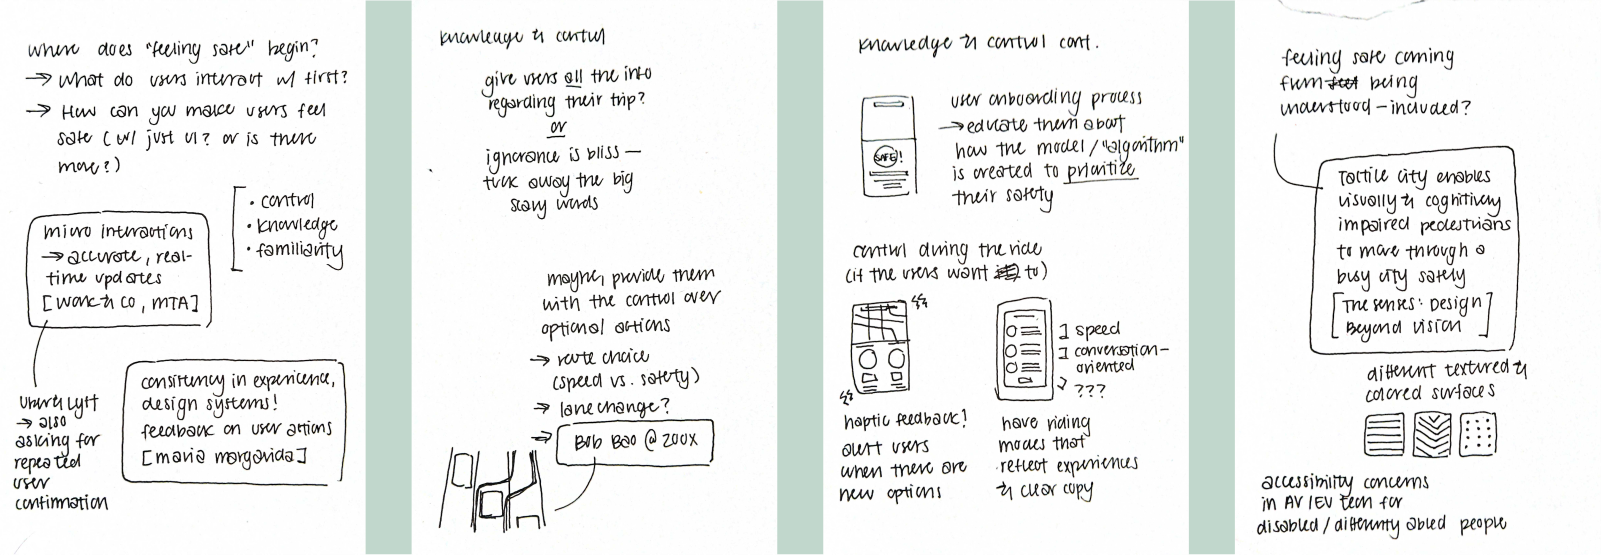 where does "feeling safe" begin?
→ What do users interact w/ first?
→ How can you make users feel
safe (w/ just UI? or is there
more?)
• control
• knowledge
• familiarity
micro interactions
→ accurate, real-
time updates
[Work & Co, MTA]
Uber & Lyft
→ also
asking for
repeated
user
confirmation
consitency in experience,
design systems!
feedback on user actions
[maria margarida]
knowledge & control
give users all the info
regarding their trip?
or
ignorance is bliss —
tuck away the big
scary words
maybe, provide them
with the control over
optional actions
→ route choice
(speed vs. safety)
→ lane change?
→ Bob Bao @ ZOOX
knowledge & control cont.
SAFE!
user onboarding process
→ educate them about
how the model/"algorithm"
is created to prioritize
their safety
control during the ride
(if the users want to)
speed
conversation-
oriented
???
haptic feedback!
alert users
when there are
new options
have riding
modes that
reflect experiences
& clear copy
feeling safe coming
from being
understood – included?
Tactile city enables
visually & cognitively
impaired pedestrians
to move through a
busy city safely
[The senses: Design
Beyond Vision]
different textured &
colored surfaces
accessibility concerns
in AV/EV tech for
disabled/differently abled people